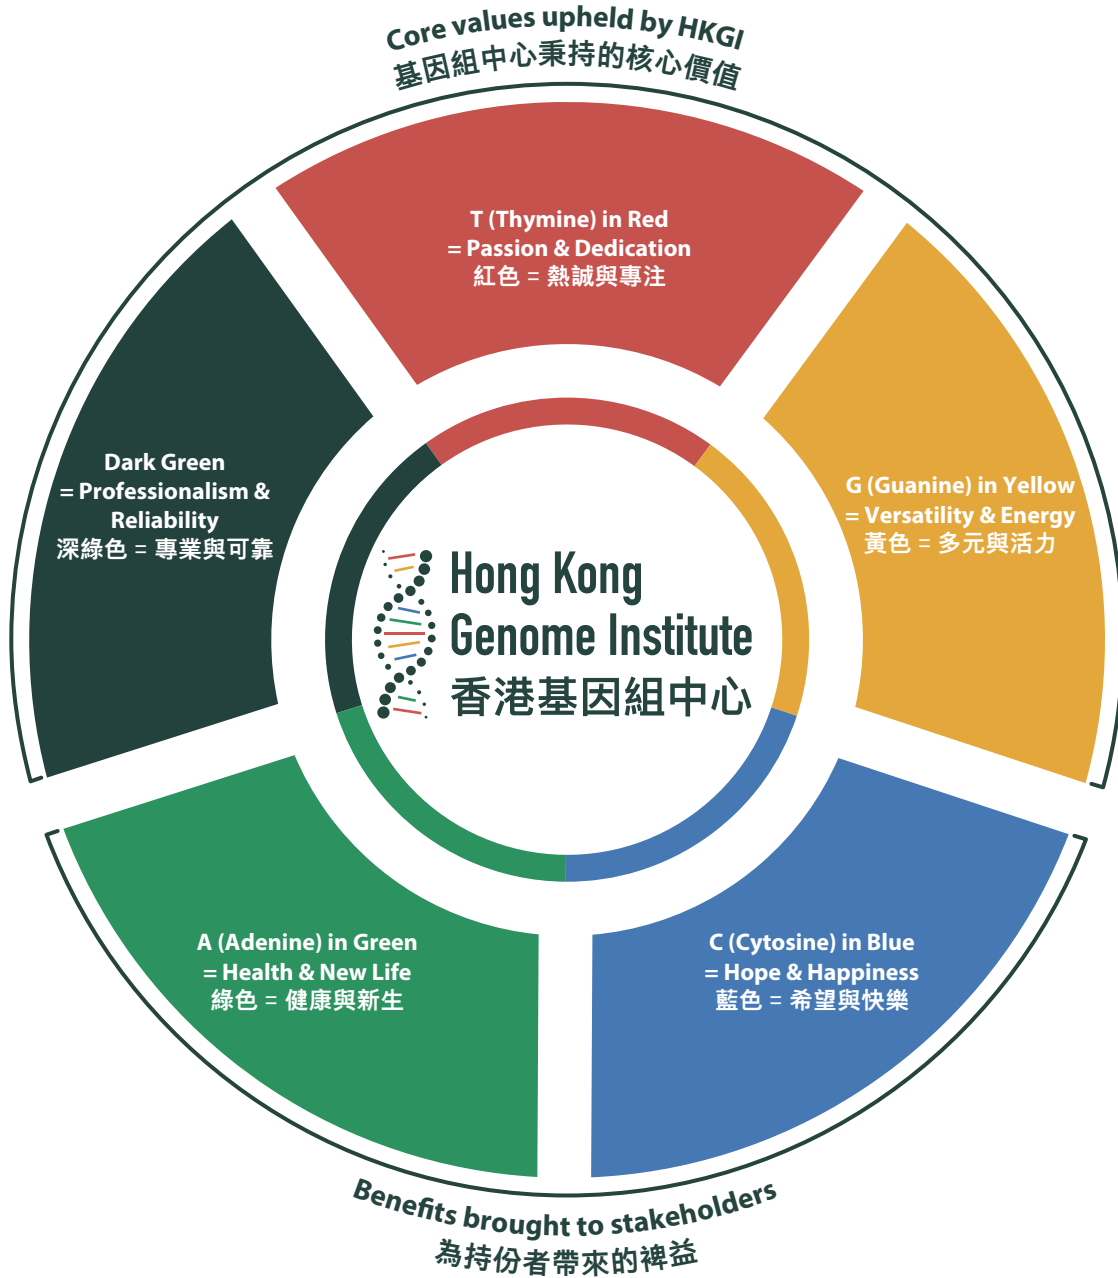 Core values upheld by HKGI
基因組中心秉持的核心價值
T (Thymine) in Red
= Passion & Dedication
紅色 = 熱誠與專注
Dark Green
= Professionalism &
Reliability
深綠色 = 專業與可靠
G (Guanine) in Yellow
= Versatility & Energy
黃色 = 多元與活力
Hong Kong
Genome Institute
香港基因組中心
A (Adenine) in Green
= Health & New Life
綠色 = 健康與新生
C (Cytosine) in Blue
= Hope & Happiness
藍色 = 希望與快樂
Benefits brought to stakeholders
為持份者帶來的裨益